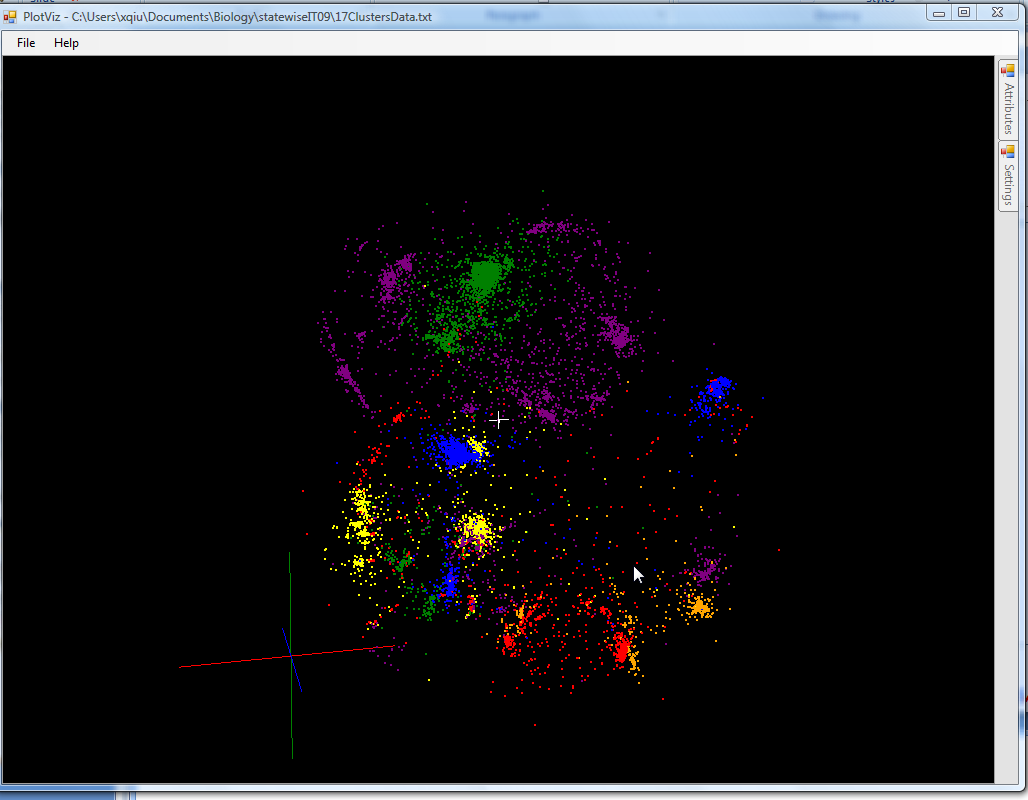 PlotViz - C:\Users\xqiu\Documents\Biology\statewiseIT09\17ClustersData.txt
File Help
Attributes
Settings